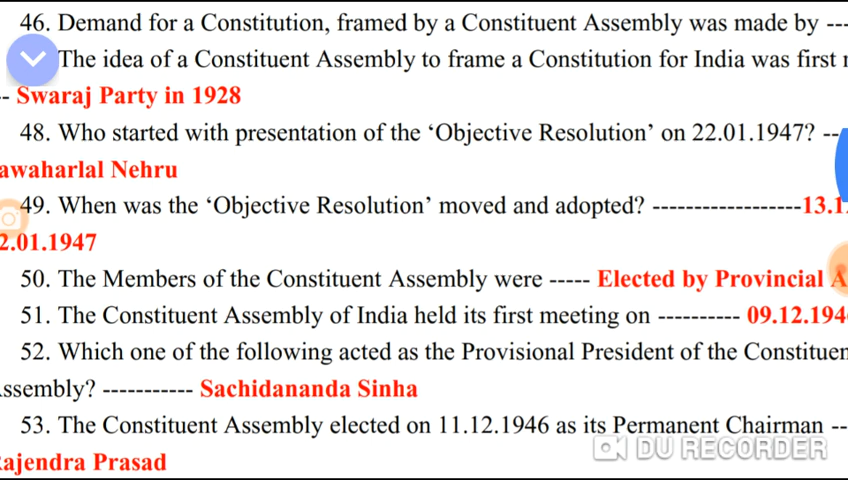 46. Demand for a Constitution, framed by a Constituent Assembly was made by ---
The idea of a Constituent Assembly to frame a Constitution for India was first
-- Swaraj Party in 1928
48. Who started with presentation of the ‘Objective Resolution’ on 22.01.1947? --
awaharlal Nehru
49. When was the ‘Objective Resolution’ moved and adopted? ------------------13.1
2.01.1947
50. The Members of the Constituent Assembly were ----- Elected by Provincial A
51. The Constituent Assembly of India held its first meeting on ---------- 09.12.194
52. Which one of the following acted as the Provisional President of the Constituen
ssembly? ----------- Sachidananda Sinha
53. The Constituent Assembly elected on 11.12.1946 as its Permanent Chairman --
ajendra Prasad
DU RECORDER